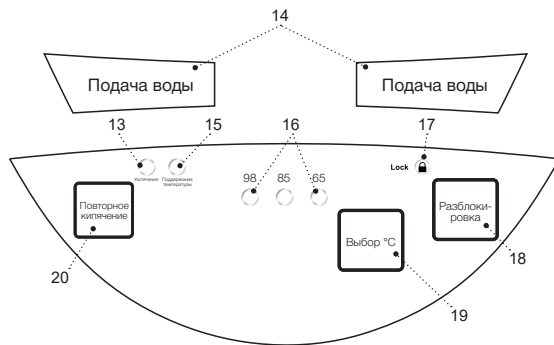 14
Подача воды
Подача воды
13
15
16
17
Кипячение
Поддержание
температуры
98
85
65
Lock
Повторное
кипячение
Выбор °C
Разблоки-
ровка
20
18
19